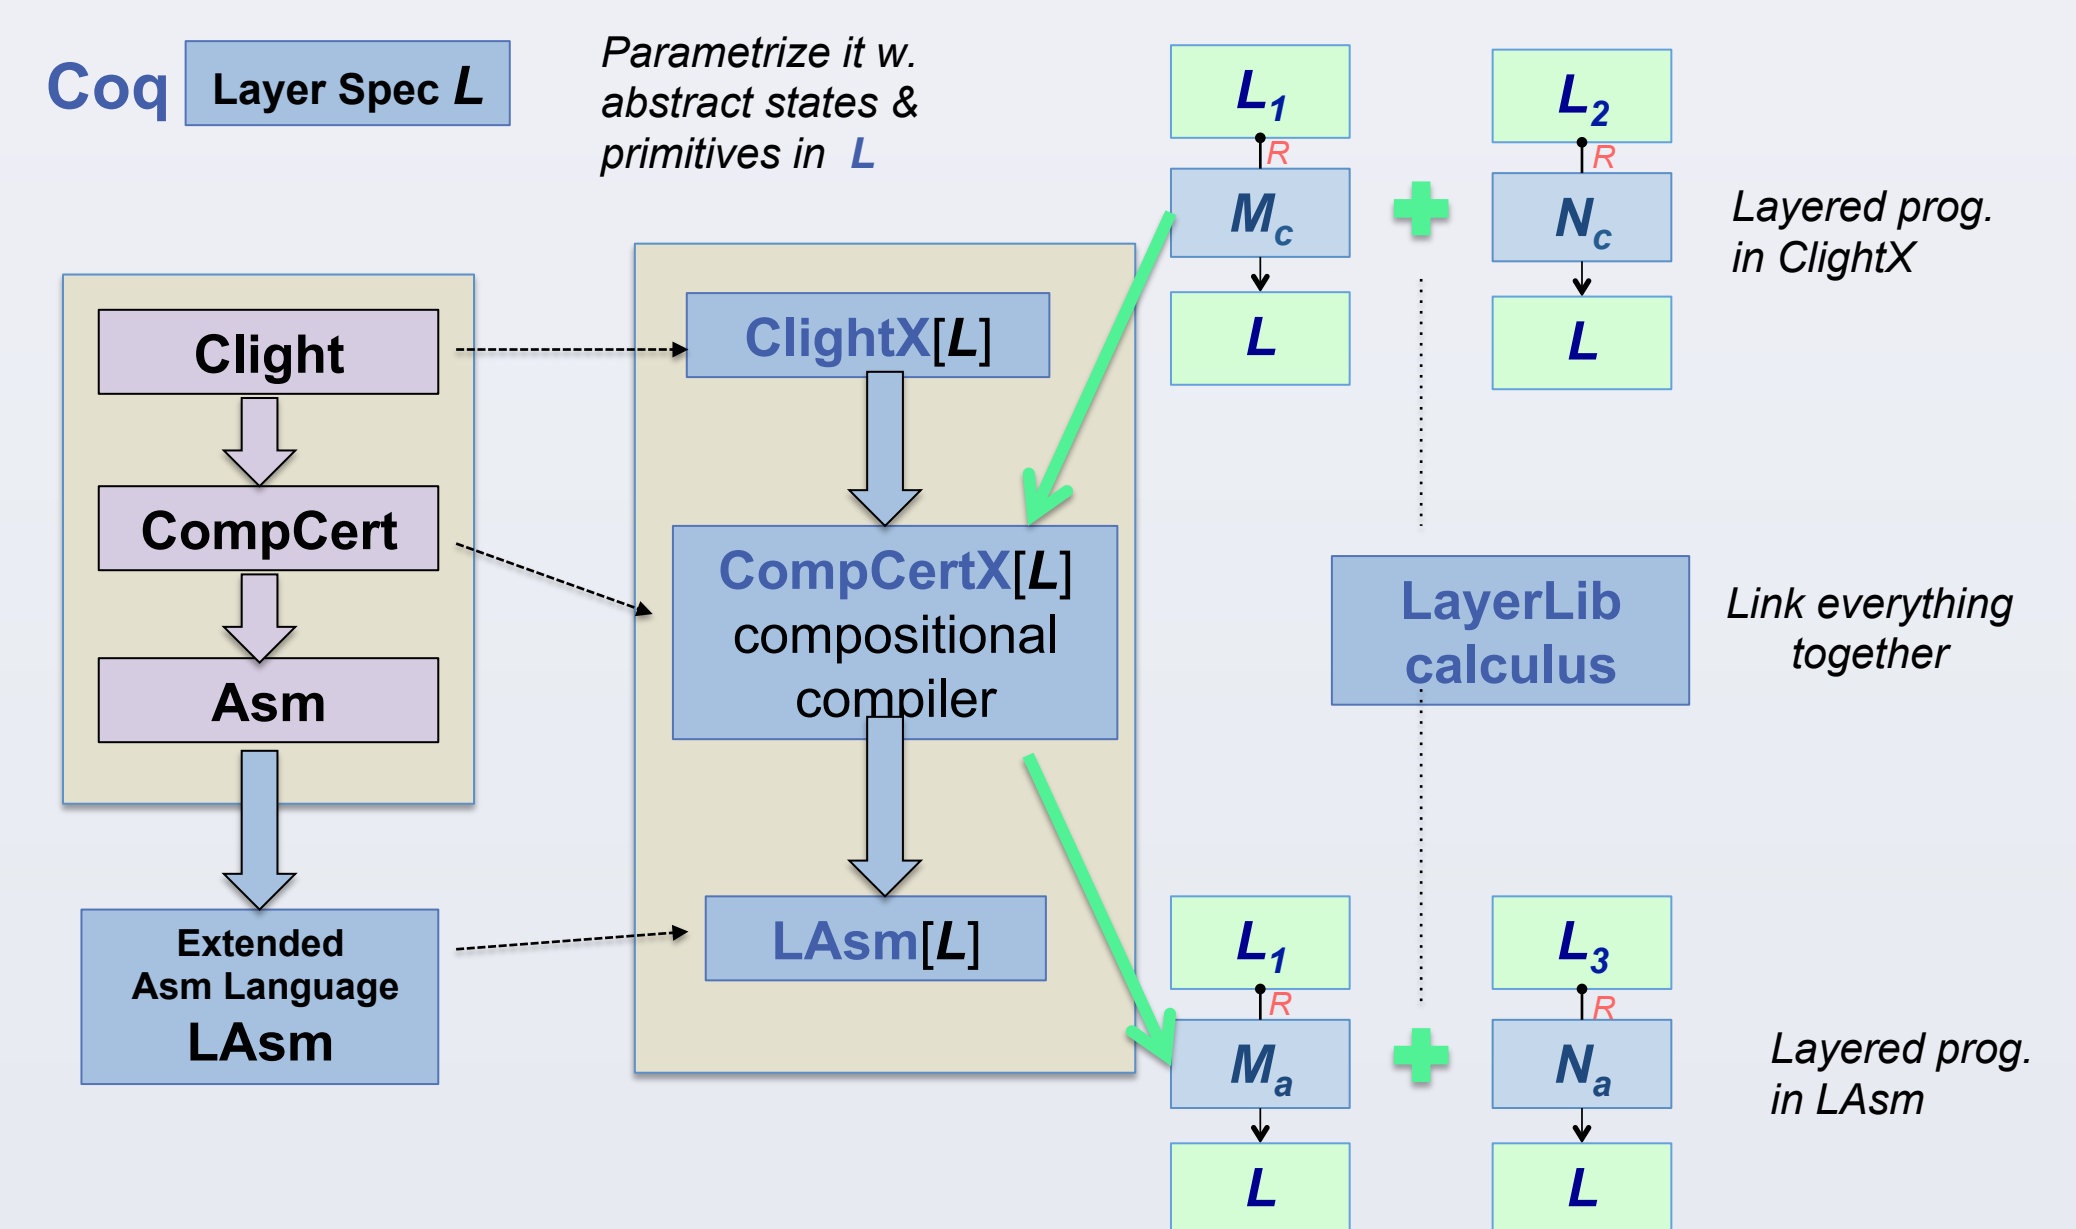 Coq
Layer Spec L
Parametrize it w.
abstract states &
primitives in L
Clight
CompCert
Asm
Extended
Asm Language
LAsm
ClightX[L]
CompCertX[L]
compositional
compiler
LAsm[L]
L1
R
Mc
L
L2
R
Nc
L
Layered prog.
in ClightX
LayerLib
calculus
Link everything
together
L1
R
Ma
L
L3
R
Na
L
Layered prog.
in LAsm